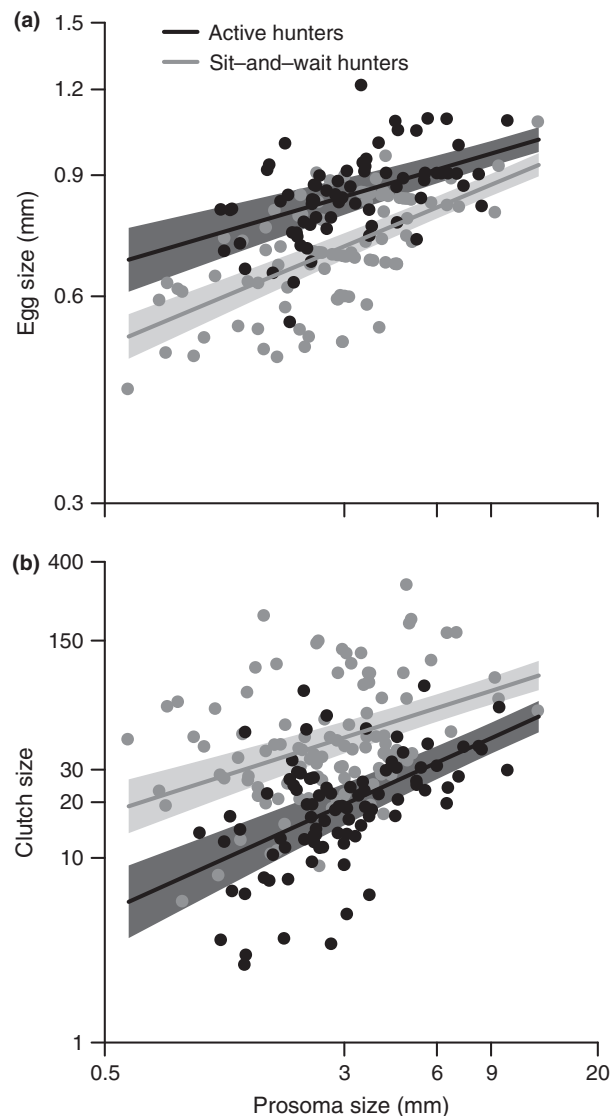 (a)
1.5
1.2
0.9
0.6
0.3
Egg size (mm)
Active hunters
Sit–and–wait hunters
(b)
400
150
30
20
10
1
Clutch size
0.5
3
6
9
20
Prosoma size (mm)